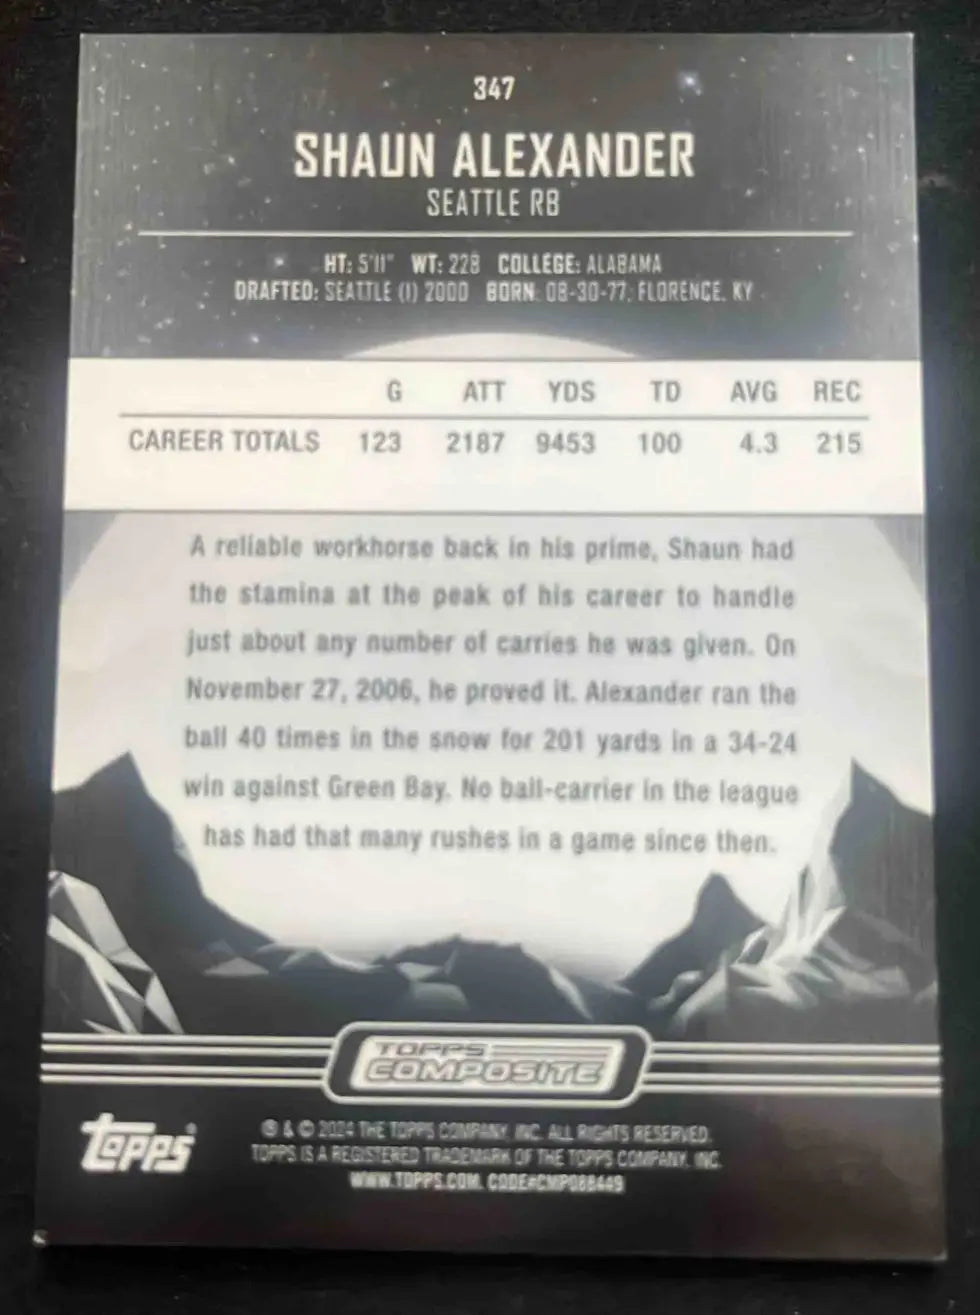 347
SHAUN ALEXANDER
SEATTLE RB
HT: 5'11" WT: 228 COLLEGE: ALABAMA
DRAFTED: SEATTLE (1) 2000 BORN: 08-30-77, FLORENCE, KY
G ATT YDS TD AVG REC
CAREER TOTALS 123 2187 9453 100 4.3 215
A reliable workhorse back in his prime, Shaun had
the stamina at the peak of his career to handle
just about any number of carries he was given. On
November 27, 2006, he proved it. Alexander ran the
ball 40 times in the snow for 201 yards in a 34-24
win against Green Bay. No ball-carrier in the league
has had that many rushes in a game since then.
TOPPS
COMPOSITE
topps
® & © 2024 THE TOPPS COMPANY, INC. ALL RIGHTS RESERVED.
TOPPS IS A REGISTERED TRADEMARK OF THE TOPPS COMPANY, INC.
WWW.TOPPS.COM. CODE#CMP088449